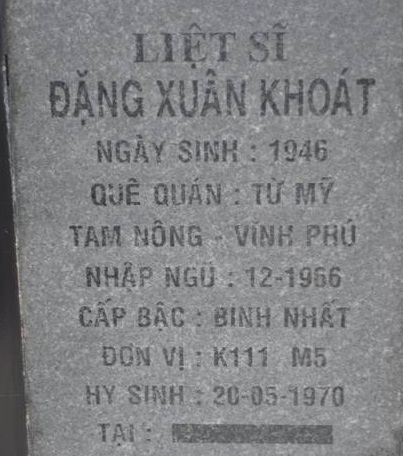 LIỆT SĨ
ĐẶNG XUÂN KHOÁT
NGÀY SINH : 1946
QUÊ QUÁN : TỪ MỸ
TAM NÔNG - VĨNH PHÚ
NHẬP NGŨ : 12-1966
CẤP BẬC : BINH NHẤT
ĐƠN VỊ : K111 M5
HY SINH : 20-05-1970
TẠI :